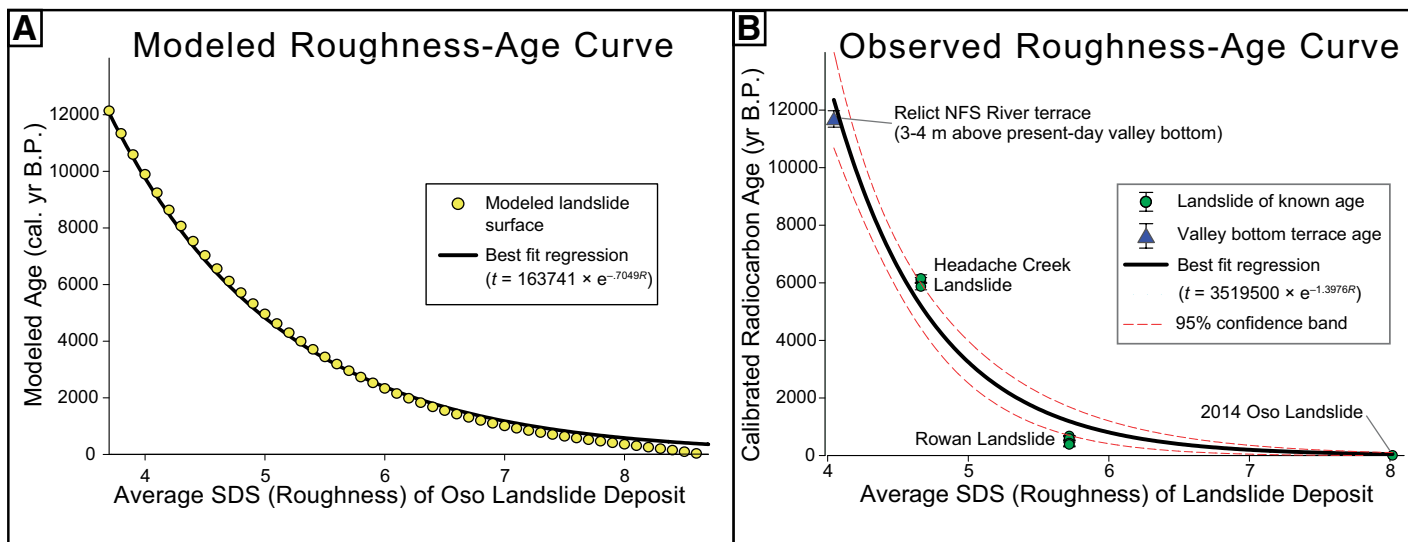 A
Modeled Roughness-Age Curve
Modeled Age (cal. yr B.P.)
12000
10000
8000
6000
4000
2000
0
4
5
6
7
8
Average SDS (Roughness) of Oso Landslide Deposit
Modeled landslide
surface
Best fit regression
(t = 163741 × e^–.7049R)
B
Observed Roughness-Age Curve
Calibrated Radiocarbon Age (yr B.P.)
12000
10000
8000
6000
4000
2000
0
4
5
6
7
8
Average SDS (Roughness) of Landslide Deposit
Relict NFS River terrace
(3-4 m above present-day valley bottom)
Headache Creek
Landslide
Rowan Landslide
2014 Oso Landslide
Landslide of known age
Valley bottom terrace age
Best fit regression
(t = 3519500 × e^–1.3976R)
95% confidence band